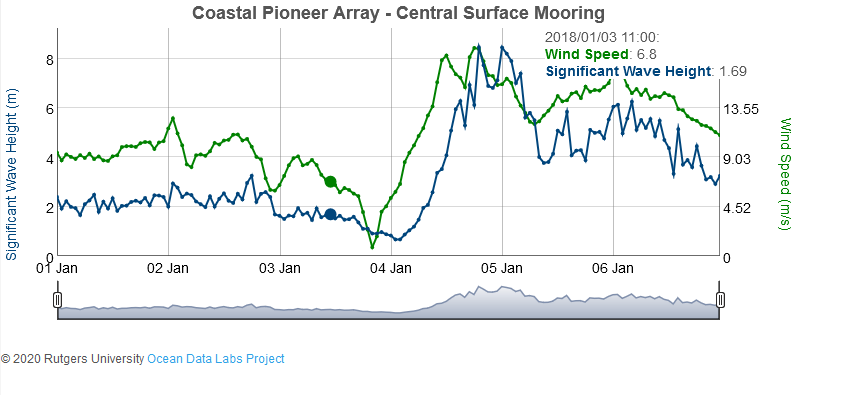 Coastal Pioneer Array - Central Surface Mooring
2018/01/03 11:00:
Wind Speed: 6.8
Significant Wave Height: 1.69
Significant Wave Height (m)
8
6
4
2
0
13.55
9.03
4.52
0
Wind Speed (m/s)
01 Jan
02 Jan
03 Jan
04 Jan
05 Jan
06 Jan
© 2020 Rutgers University Ocean Data Labs Project